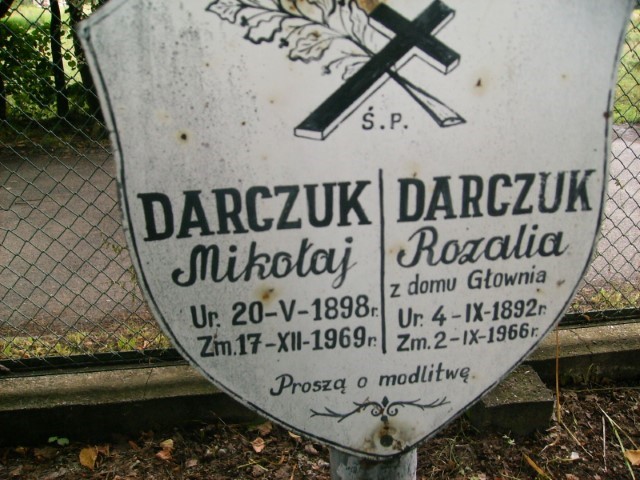 Ś.P.
DARCZUK
Mikołaj
Ur. 20-V-1898r.
Zm. 17-XII-1969r.
DARCZUK
Rozalia
z domu Głownia
Ur. 4-IX-1892r.
Zm. 2-IX-1966r.
Proszą o modlitwę